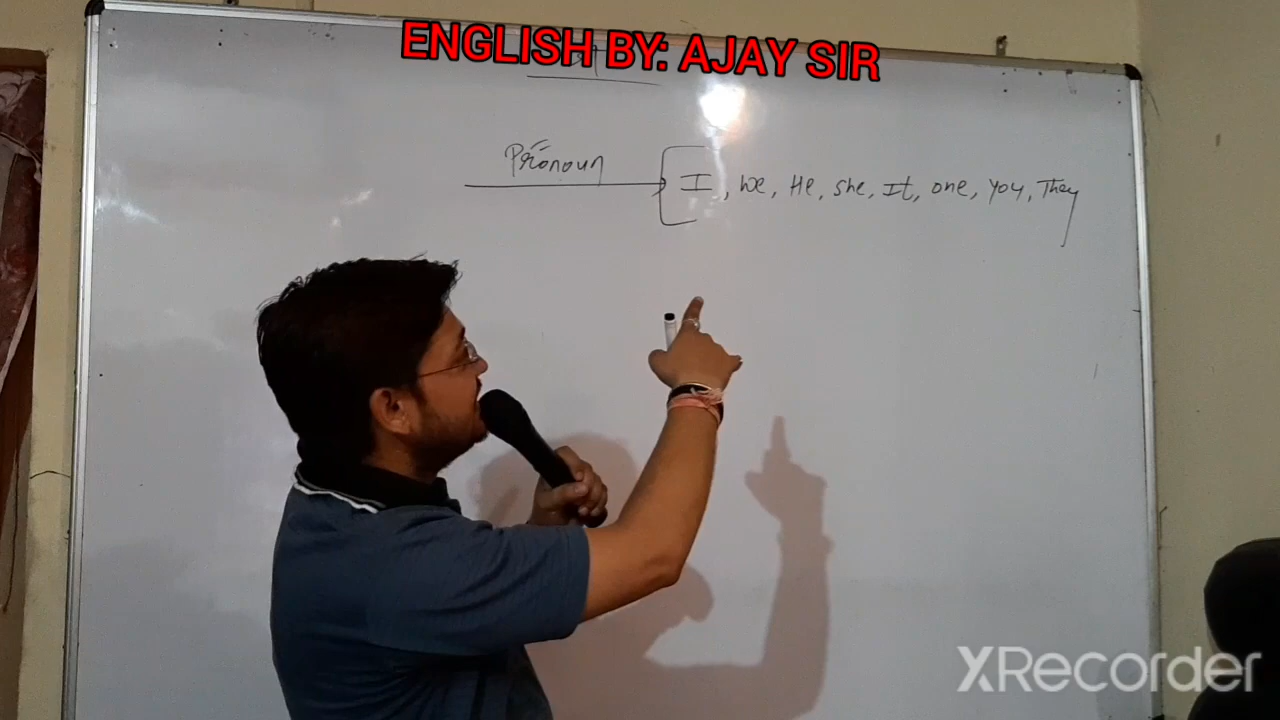 ENGLISH BY: AJAY SIR
Pronoun
I, We, He, She, It, one, You, They
XRecorder